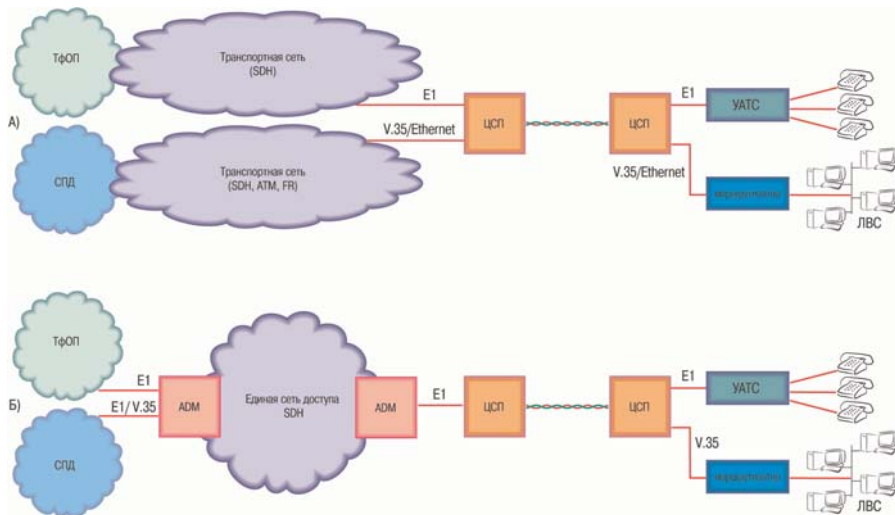 А)
ТфОП
Транспортная сеть
(SDH)
E1
ЦСП
ЦСП
E1
УАТС
V.35/Ethernet
СПД
Транспортная сеть
(SDH, ATM, FR)
V.35/Ethernet
ЛВС
Б)
ТфОП
E1
E1/ V.35
СПД
ADM
Единая сеть доступа
SDH
ADM
E1
ЦСП
ЦСП
E1
УАТС
V.35
ЛВС